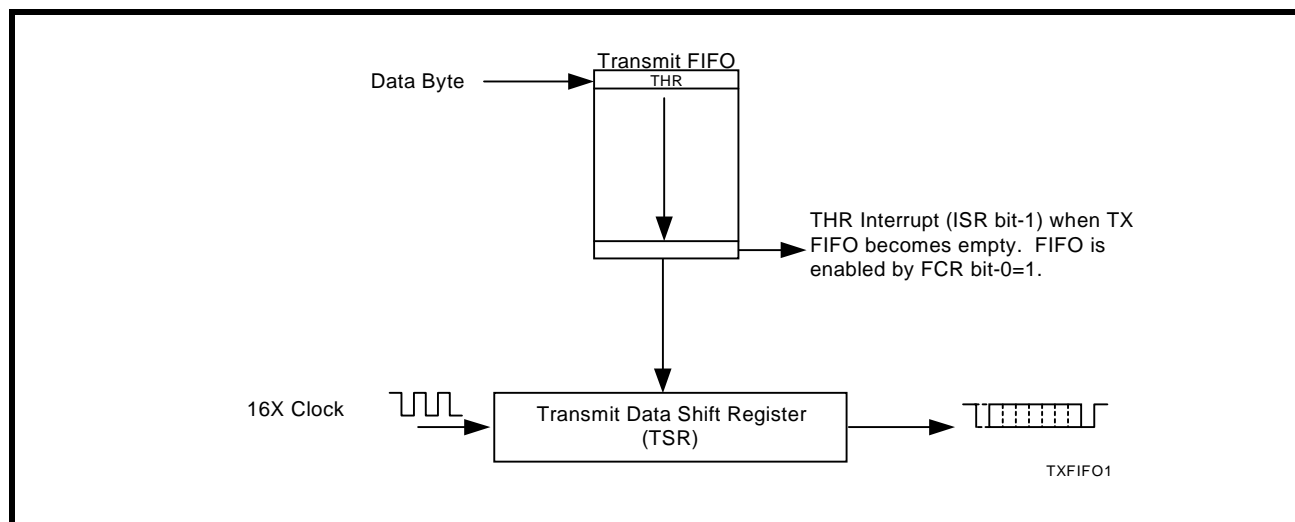 Transmit FIFO
Data Byte
THR
THR Interrupt (ISR bit-1) when TX
FIFO becomes empty.  FIFO is
enabled by FCR bit-0=1.
16X Clock
Transmit Data Shift Register
(TSR)
TXFIFO1